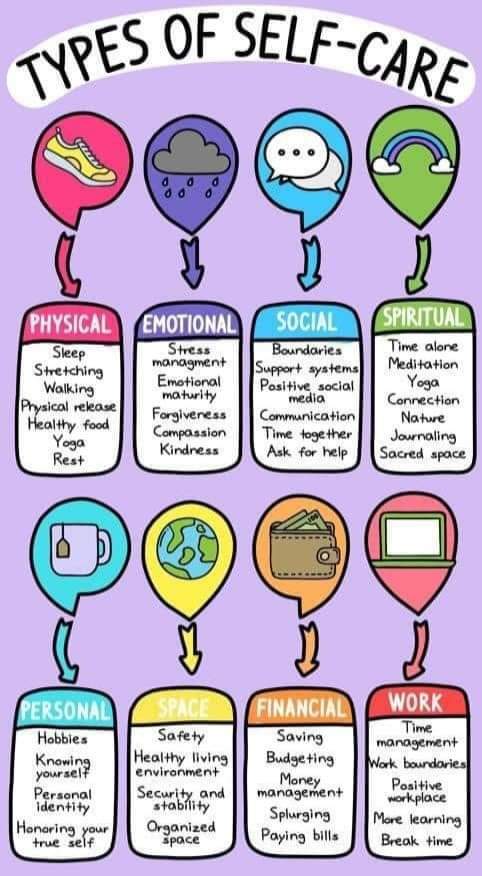 TYPES OF SELF-CARE
PHYSICAL
Sleep
Stretching
Walking
Physical release
Healthy food
Yoga
Rest
EMOTIONAL
Stress
managment
Emotional
maturity
Forgiveness
Compassion
Kindness
SOCIAL
Boundaries
Support systems
Positive social
media
Communication
Time together
Ask for help
SPIRITUAL
Time alone
Meditation
Yoga
Connection
Nature
Journaling
Sacred space
PERSONAL
Hobbies
Knowing
yourself
Personal
identity
Honoring your
true self
SPACE
Safety
Healthy living
environment
Security and
stability
Organized
space
FINANCIAL
Saving
Budgeting
Money
management
Splurging
Paying bills
WORK
Time
management
Work boundaries
Positive
workplace
More learning
Break time